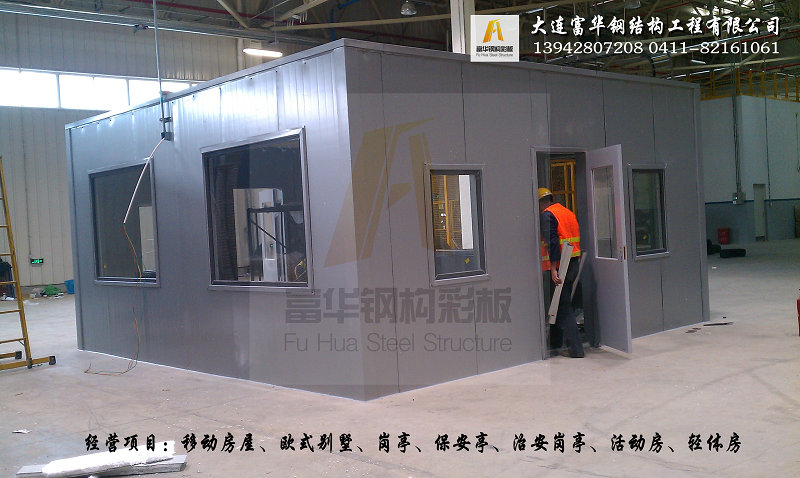 大连富华钢结构工程有限公司
富华钢构彩板
Fu Hua Steel Structure
13942807208 0411-82161061
富华钢构彩板
Fu Hua Steel Structure
经营项目：移动房屋、欧式别墅、岗亭、保安亭、治安岗亭、活动房、轻体房